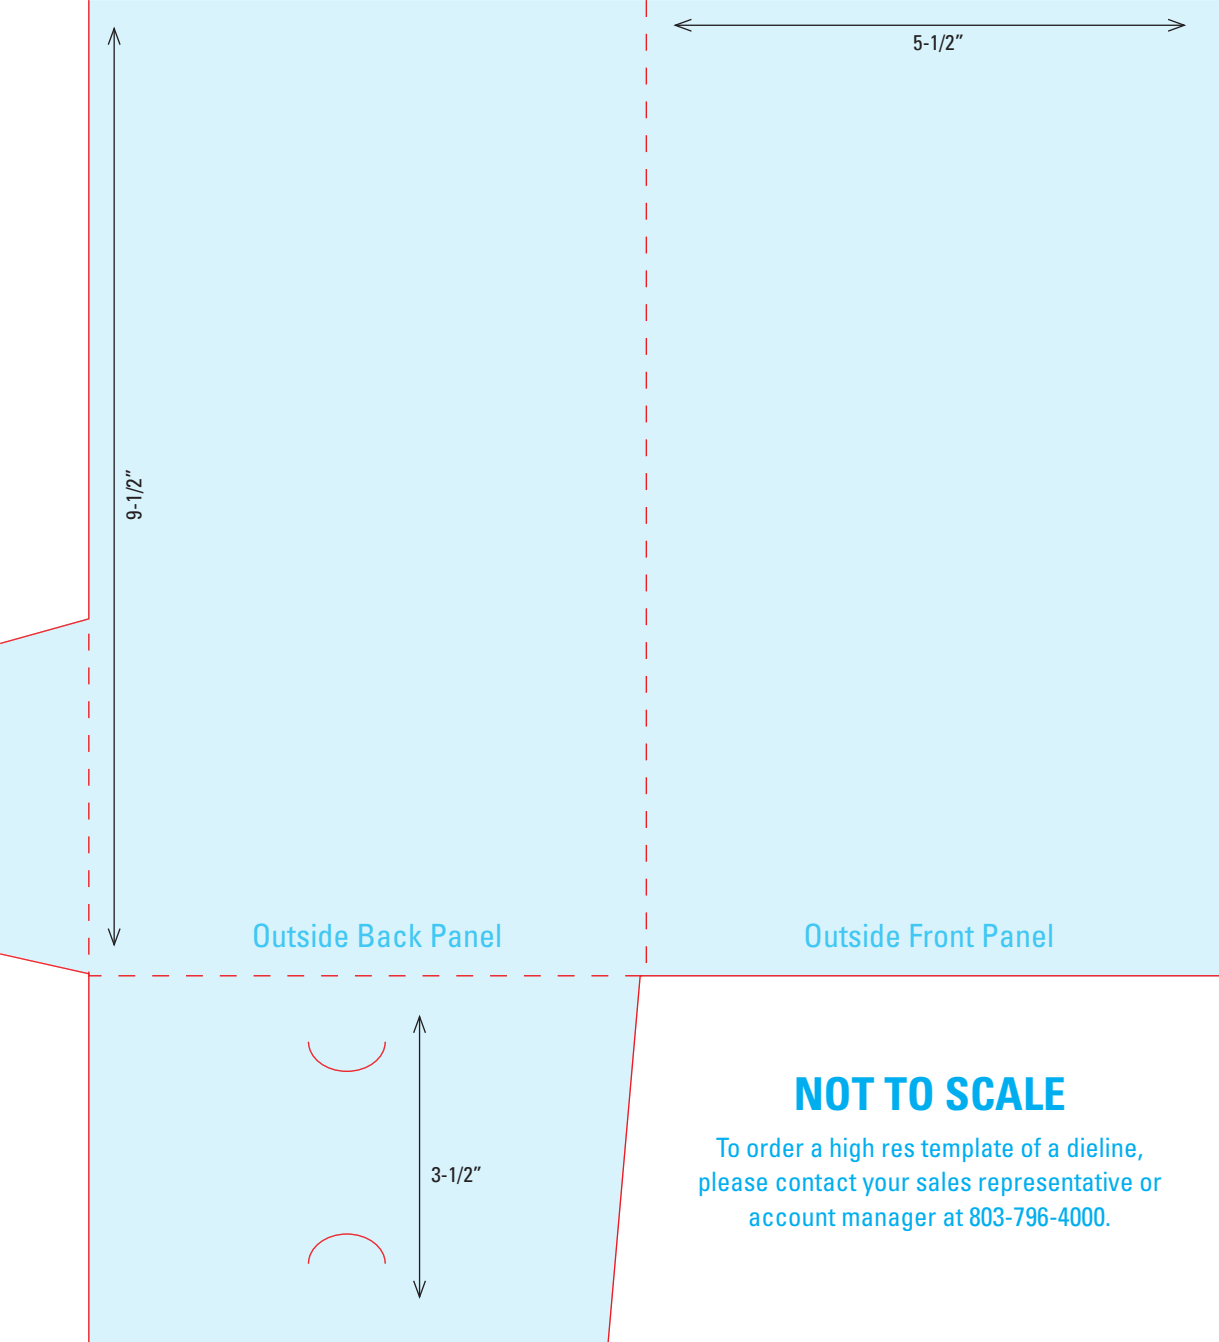 5-1/2”
9-1/2”
Outside Back Panel
Outside Front Panel
3-1/2”
NOT TO SCALE
To order a high res template of a dieline,
please contact your sales representative or
account manager at 803-796-4000.